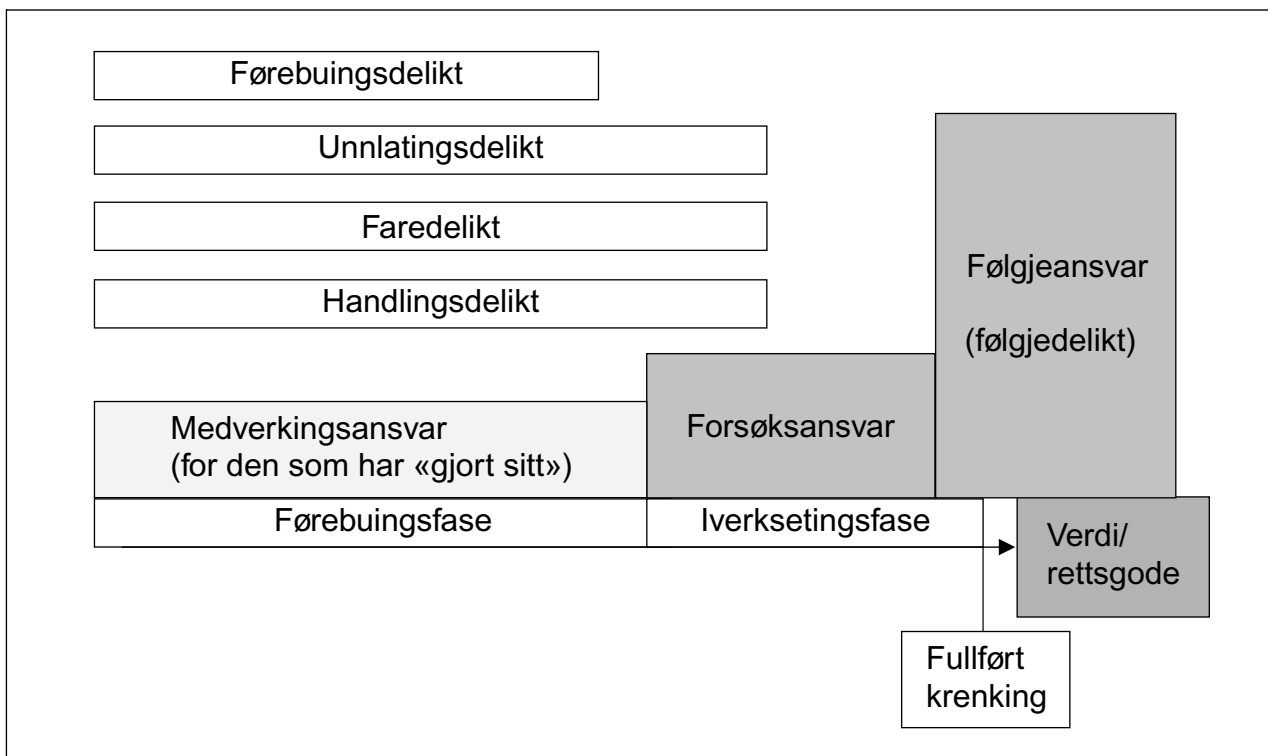 Førebuingsdelikt
Unnlatingsdelikt
Faredelikt
Handlingsdelikt
Følgjeansvar
(følgjedelikt)
Medverkingsansvar
(for den som har «gjort sitt»)
Forsøksansvar
Førebuingsfase
Iverksetingsfase
Verdi/
rettsgode
Fullført
krenking